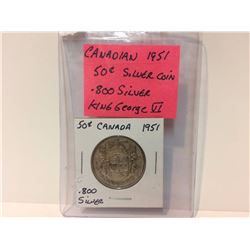 CANADIAN 1951
50¢ SILVER COIN
.800 SILVER
KING GEORGE VI
50¢ CANADA 1951
.800
SILVER